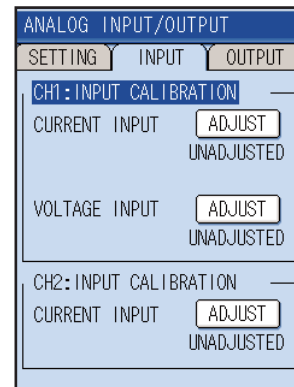 ANALOG INPUT/OUTPUT
SETTING INPUT OUTPUT
CH1:INPUT CALIBRATION
CURRENT INPUT ADJUST
UNADJUSTED
VOLTAGE INPUT ADJUST
UNADJUSTED
CH2:INPUT CALIBRATION
CURRENT INPUT ADJUST
UNADJUSTED